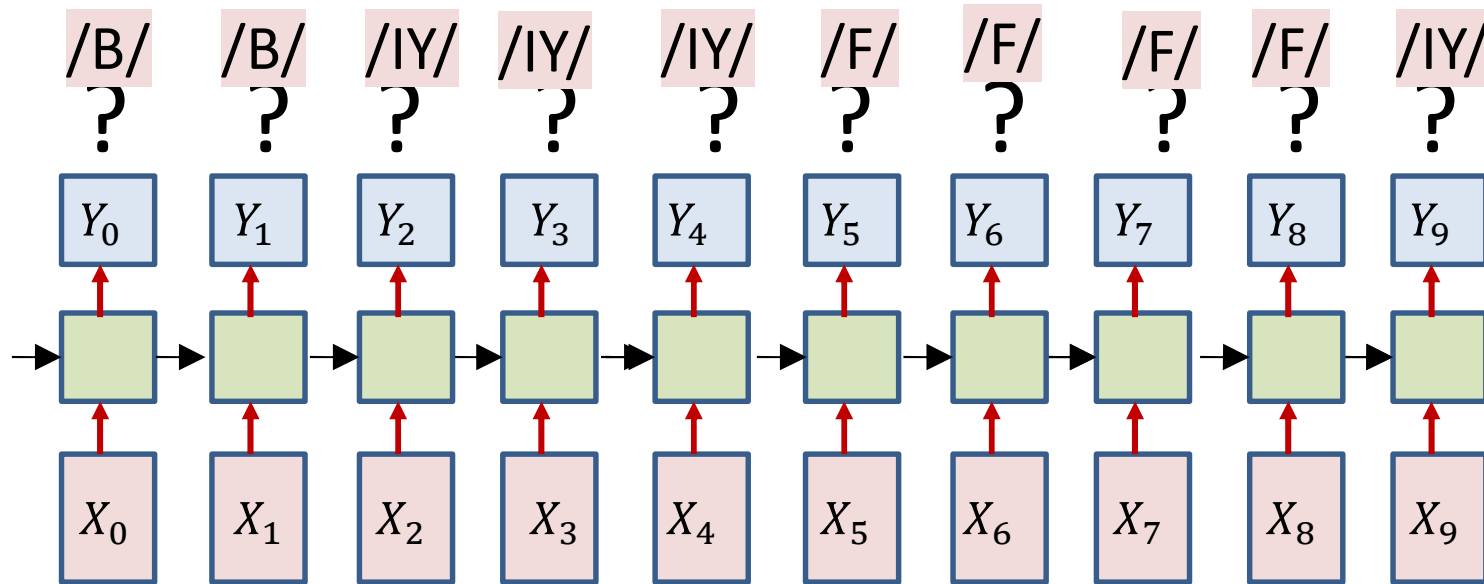 /B/ /B/ /IY/ /IY/ /IY/ /F/ /F/ /F/ /F/ /IY/
? ? ? ? ? ? ? ? ? ?
Y₀ Y₁ Y₂ Y₃ Y₄ Y₅ Y₆ Y₇ Y₈ Y₉
X₀ X₁ X₂ X₃ X₄ X₅ X₆ X₇ X₈ X₉